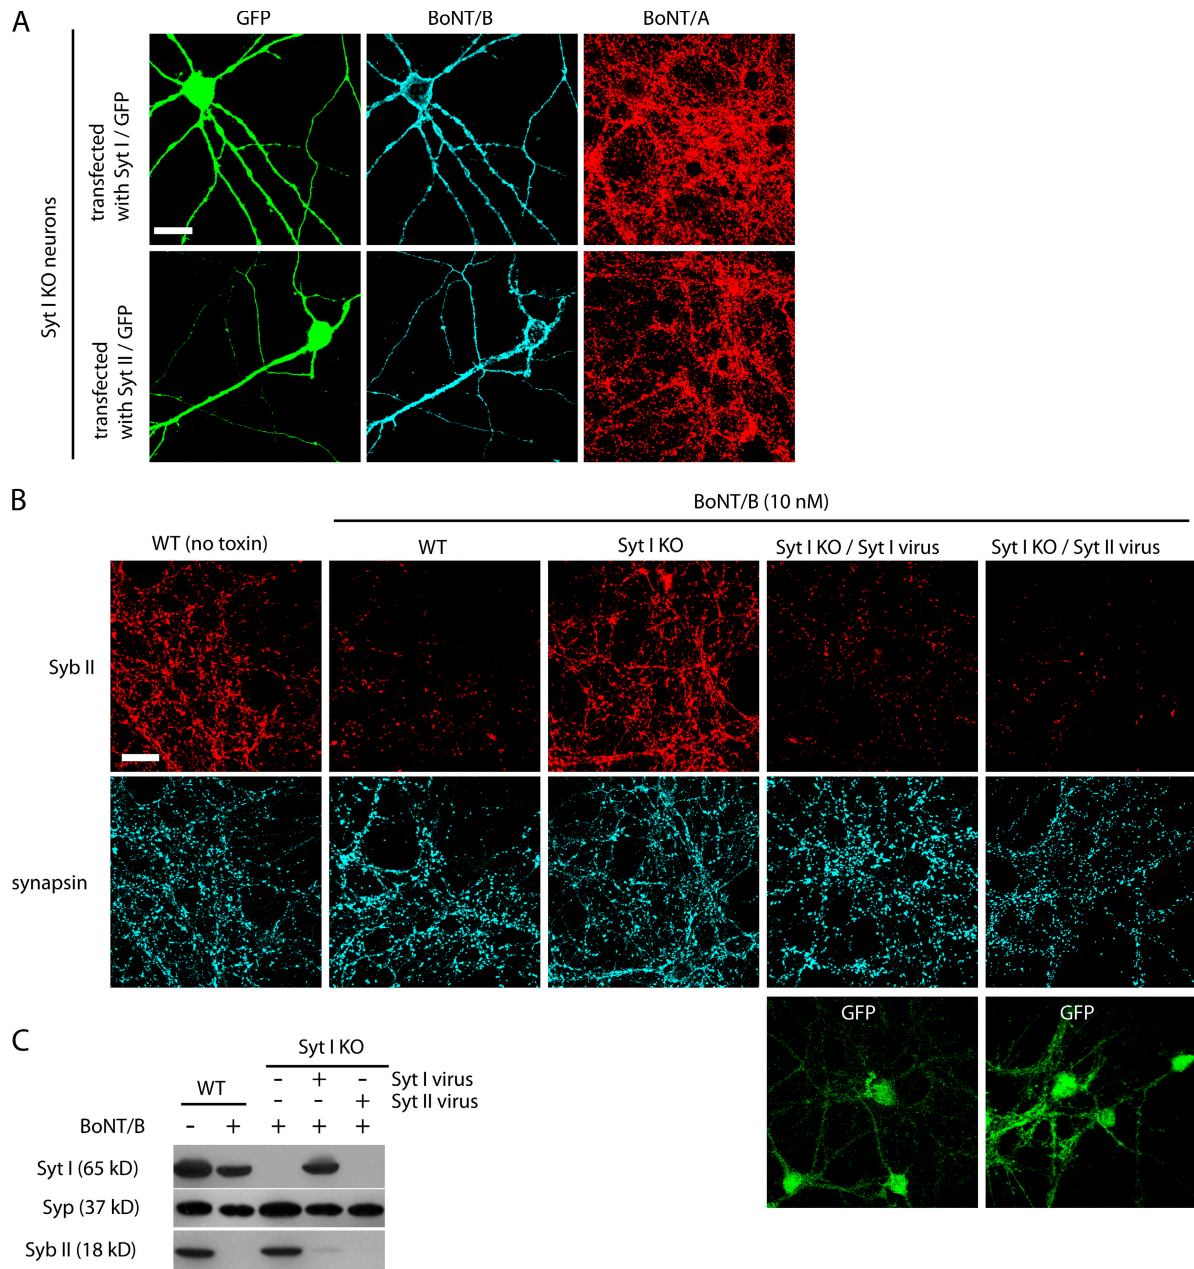 A
GFP
BoNT/B
BoNT/A
Syt I KO neurons
transfected
with Syt I / GFP
transfected
with Syt II / GFP
B
BoNT/B (10 nM)
WT (no toxin)
WT
Syt I KO
Syt I KO / Syt I virus
Syt I KO / Syt II virus
Syb II
synapsin
GFP
GFP
C
Syt I KO
WT
- + - Syt I virus
- - + Syt II virus
BoNT/B - + + + +
Syt I (65 kD)
Syp (37 kD)
Syb II (18 kD)